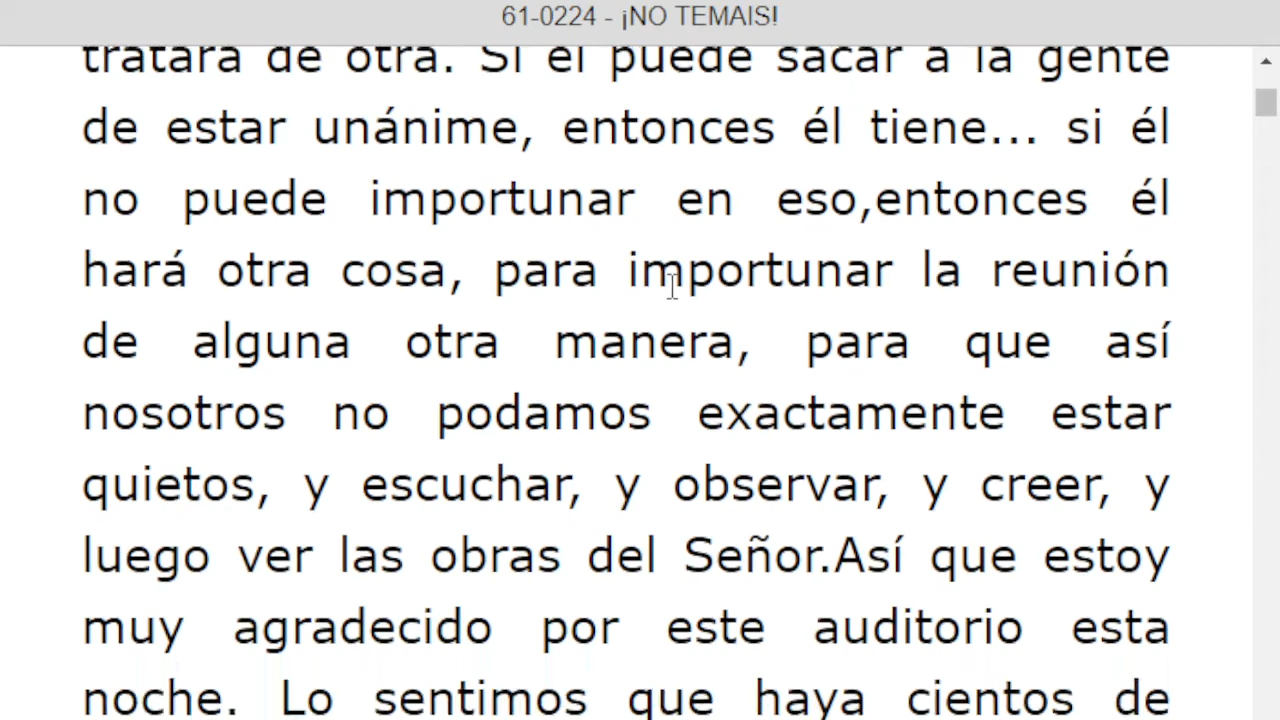 61-0224 - ¡NO TEMAIS!
tratará de otra. Si él puede sacar a la gente
de estar unánime, entonces él tiene... si él
no puede importunar en eso,entonces él
hará otra cosa, para importunar la reunión
de alguna otra manera, para que así
nosotros no podamos exactamente estar
quietos, y escuchar, y observar, y creer, y
luego ver las obras del Señor.Así que estoy
muy agradecido por este auditorio esta
noche. Lo sentimos que haya cientos de